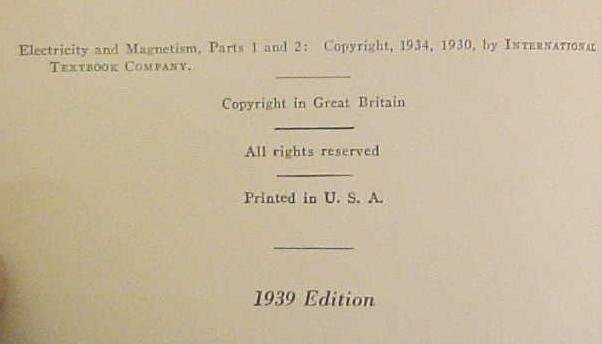 Electricity and Magnetism, Parts 1 and 2: Copyright, 1934, 1930, by INTERNATIONAL
TEXTBOOK COMPANY.
Copyright in Great Britain
All rights reserved
Printed in U. S. A.
1939 Edition